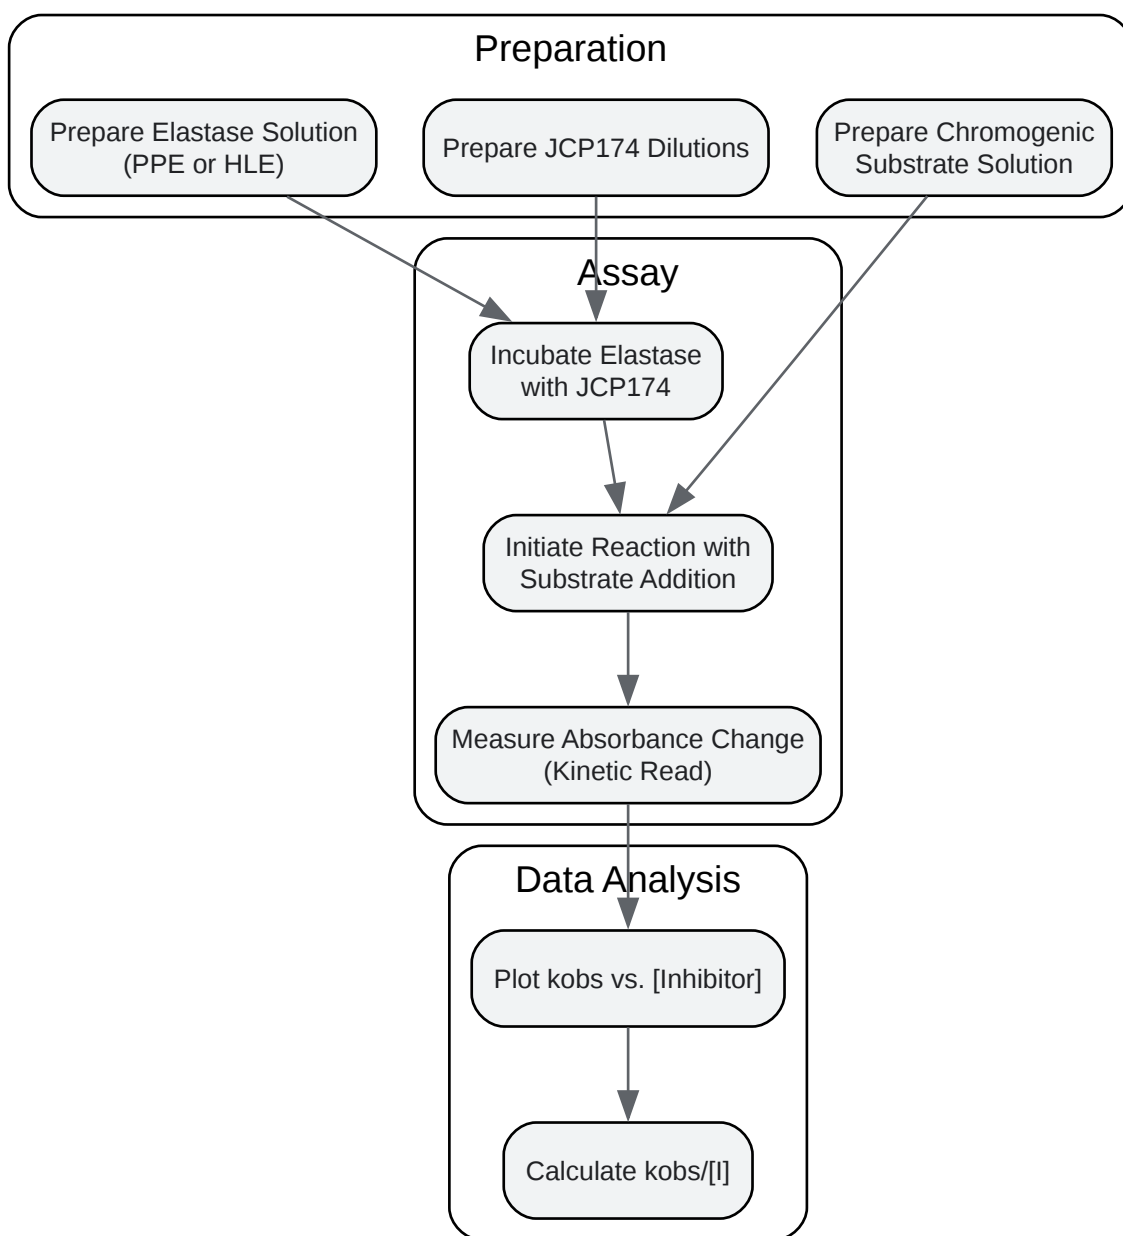 Preparation
Prepare Elastase Solution
(PPE or HLE)
Prepare JCP174 Dilutions
Prepare Chromogenic
Substrate Solution
Assay
Incubate Elastase
with JCP174
Initiate Reaction with
Substrate Addition
Measure Absorbance Change
(Kinetic Read)
Data Analysis
Plot kobs vs. [Inhibitor]
Calculate kobs/[I]